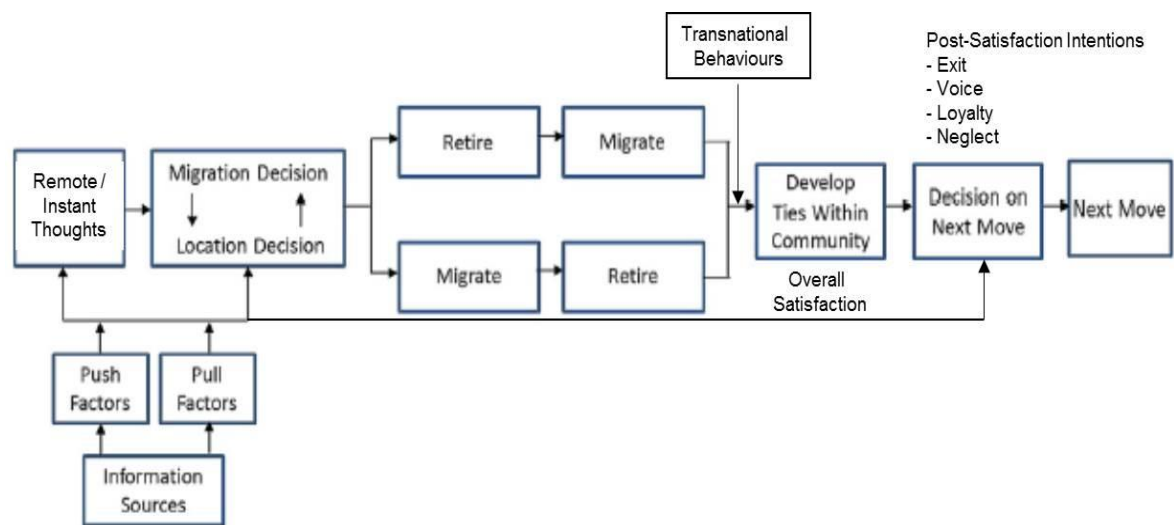 Transnational
Behaviours
Post-Satisfaction Intentions
- Exit
- Voice
- Loyalty
- Neglect
Remote /
Instant
Thoughts
Migration Decision
Location Decision
Retire
Migrate
Migrate
Retire
Develop
Ties Within
Community
Decision on
Next Move
Next Move
Overall
Satisfaction
Push
Factors
Pull
Factors
Information
Sources